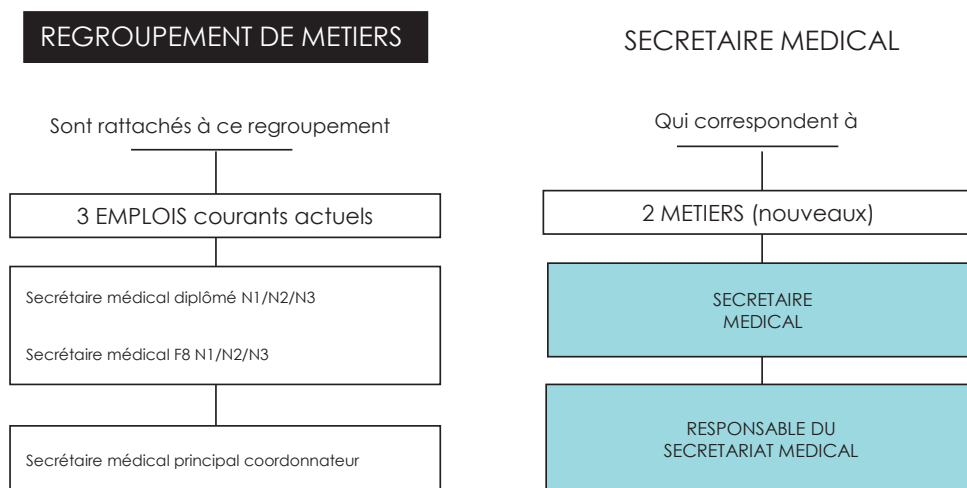 REGROUPEMENT DE METIERS
Sont rattachés à ce regroupement
3 EMPLOIS courants actuels
Secrétaire médical diplômé N1/N2/N3
Secrétaire médical F8 N1/N2/N3
Secrétaire médical principal coordonnateur
SECRETAIRE MEDICAL
Qui correspondent à
2 METIERS (nouveaux)
SECRETAIRE
MEDICAL
RESPONSABLE DU
SECRETARIAT MEDICAL